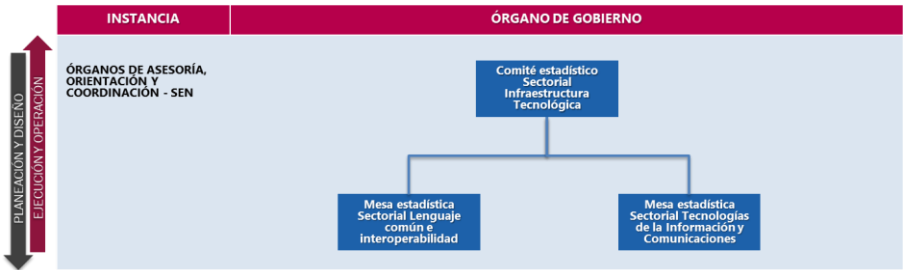 INSTANCIA
ÓRGANO DE GOBIERNO
PLANEACIÓN Y DISEÑO
EJECUCIÓN Y OPERACIÓN
ÓRGANOS DE ASESORÍA,
ORIENTACIÓN Y
COORDINACIÓN - SEN
Comité estadístico
Sectorial
Infraestructura
Tecnológica
Mesa estadística
Sectorial Lenguaje
común e
interoperabilidad
Mesa estadística
Sectorial Tecnologías
de la Información y
Comunicaciones